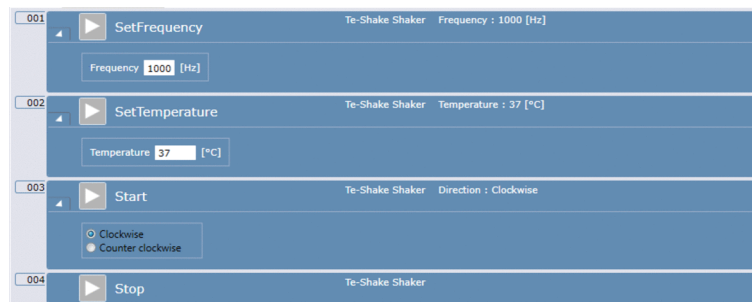 001 SetFrequency Te-Shake Shaker Frequency : 1000 [Hz]
Frequency 1000 [Hz]
002 SetTemperature Te-Shake Shaker Temperature : 37 [°C]
Temperature 37 [°C]
003 Start Te-Shake Shaker Direction : Clockwise
Clockwise
Counter clockwise
004 Stop Te-Shake Shaker